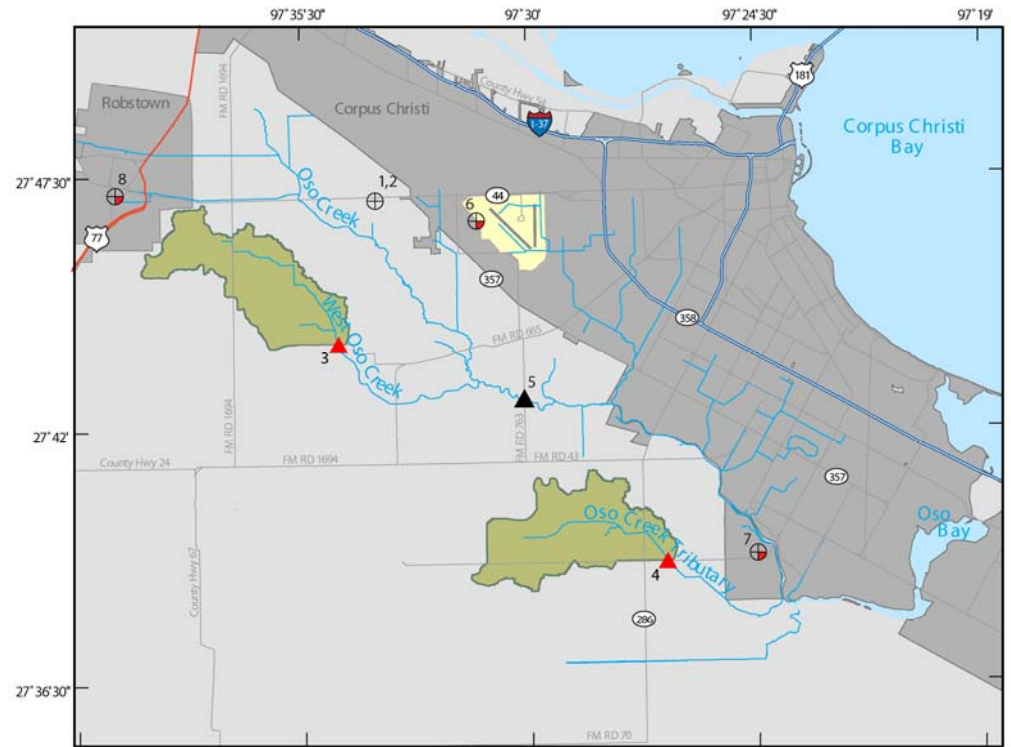 97°35'30"
97°30'
97°24'30"
97°19'
181
County Hwy 54
Robstown
FM RD 1694
Corpus Christi
I-37
Corpus Christi
Bay
27°47'30"
8
Oso Creek
1,2
44
6
77
357
358
West Oso
Creek
FM RD 665
3
5
FM RD 1694
FM RD 763
27°42'
County Hwy 24
FM RD 1694
FM RD 43
357
Oso Creek Tributary
Oso
Bay
7
4
County Hwy 67
286
27°36'30"
FM RD 70